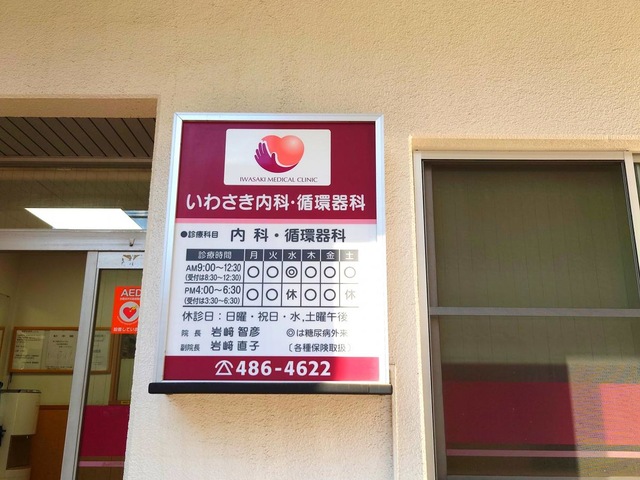 IWASAKI MEDICAL CLINIC
いわさき内科・循環器科
●診療科目 内 科・循環器科
診療時間 月 火 水 木 金 土
AM9:00〜12:30 ○ ○ ◎ ○ ○ ○
(受付は8:30〜12:30)
PM4:00〜6:30 ○ ○ 休 ○ ○ 休
(受付は3:30〜6:30)
休診日:日曜・祝日・水,土曜午後
院 長 岩﨑 智彦 ◎は糖尿病外来
副院長 岩﨑 直子 〔各種保険取扱〕
☎486-4622
AED